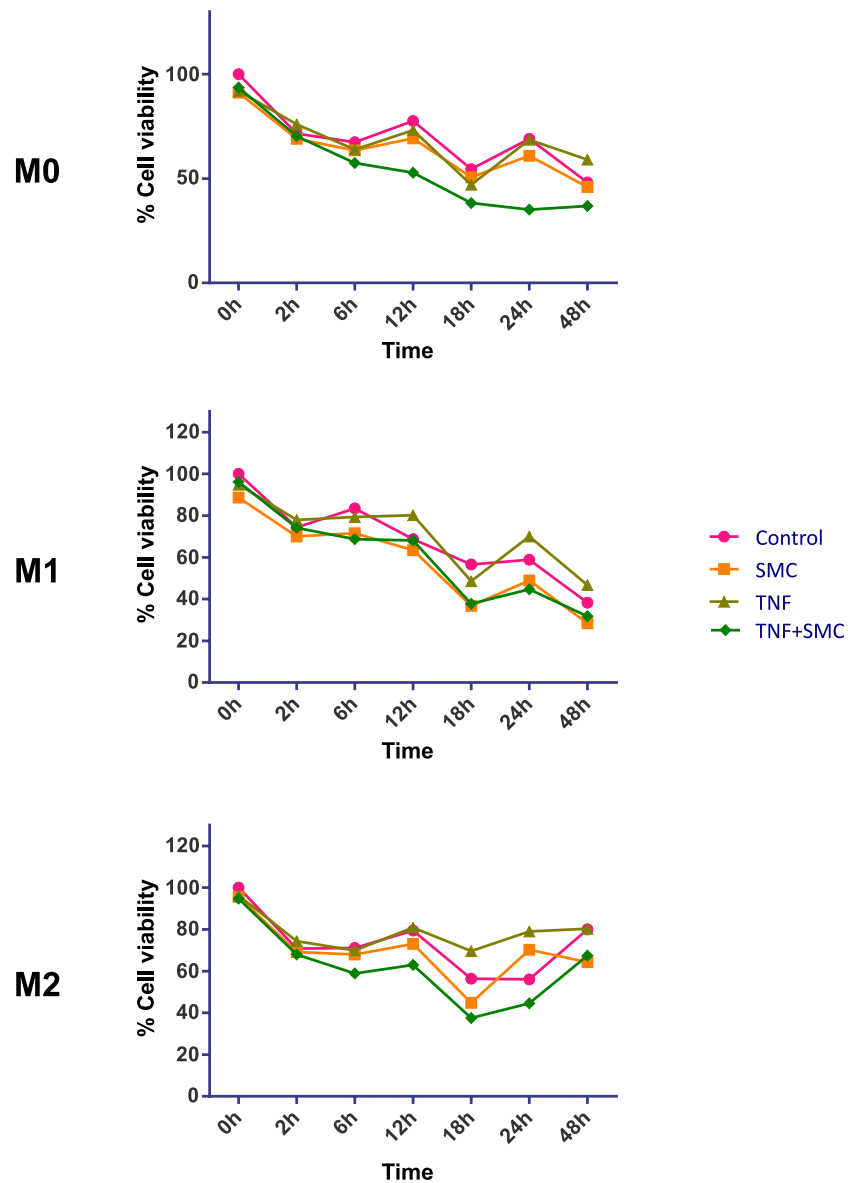 M0
% Cell viability
100
50
0
0h 2h 6h 12h 18h 24h 48h
Time
M1
% Cell viability
120
100
80
60
40
20
0
0h 2h 6h 12h 18h 24h 48h
Time
Control
SMC
TNF
TNF+SMC
M2
% Cell viability
120
100
80
60
40
20
0
0h 2h 6h 12h 18h 24h 48h
Time